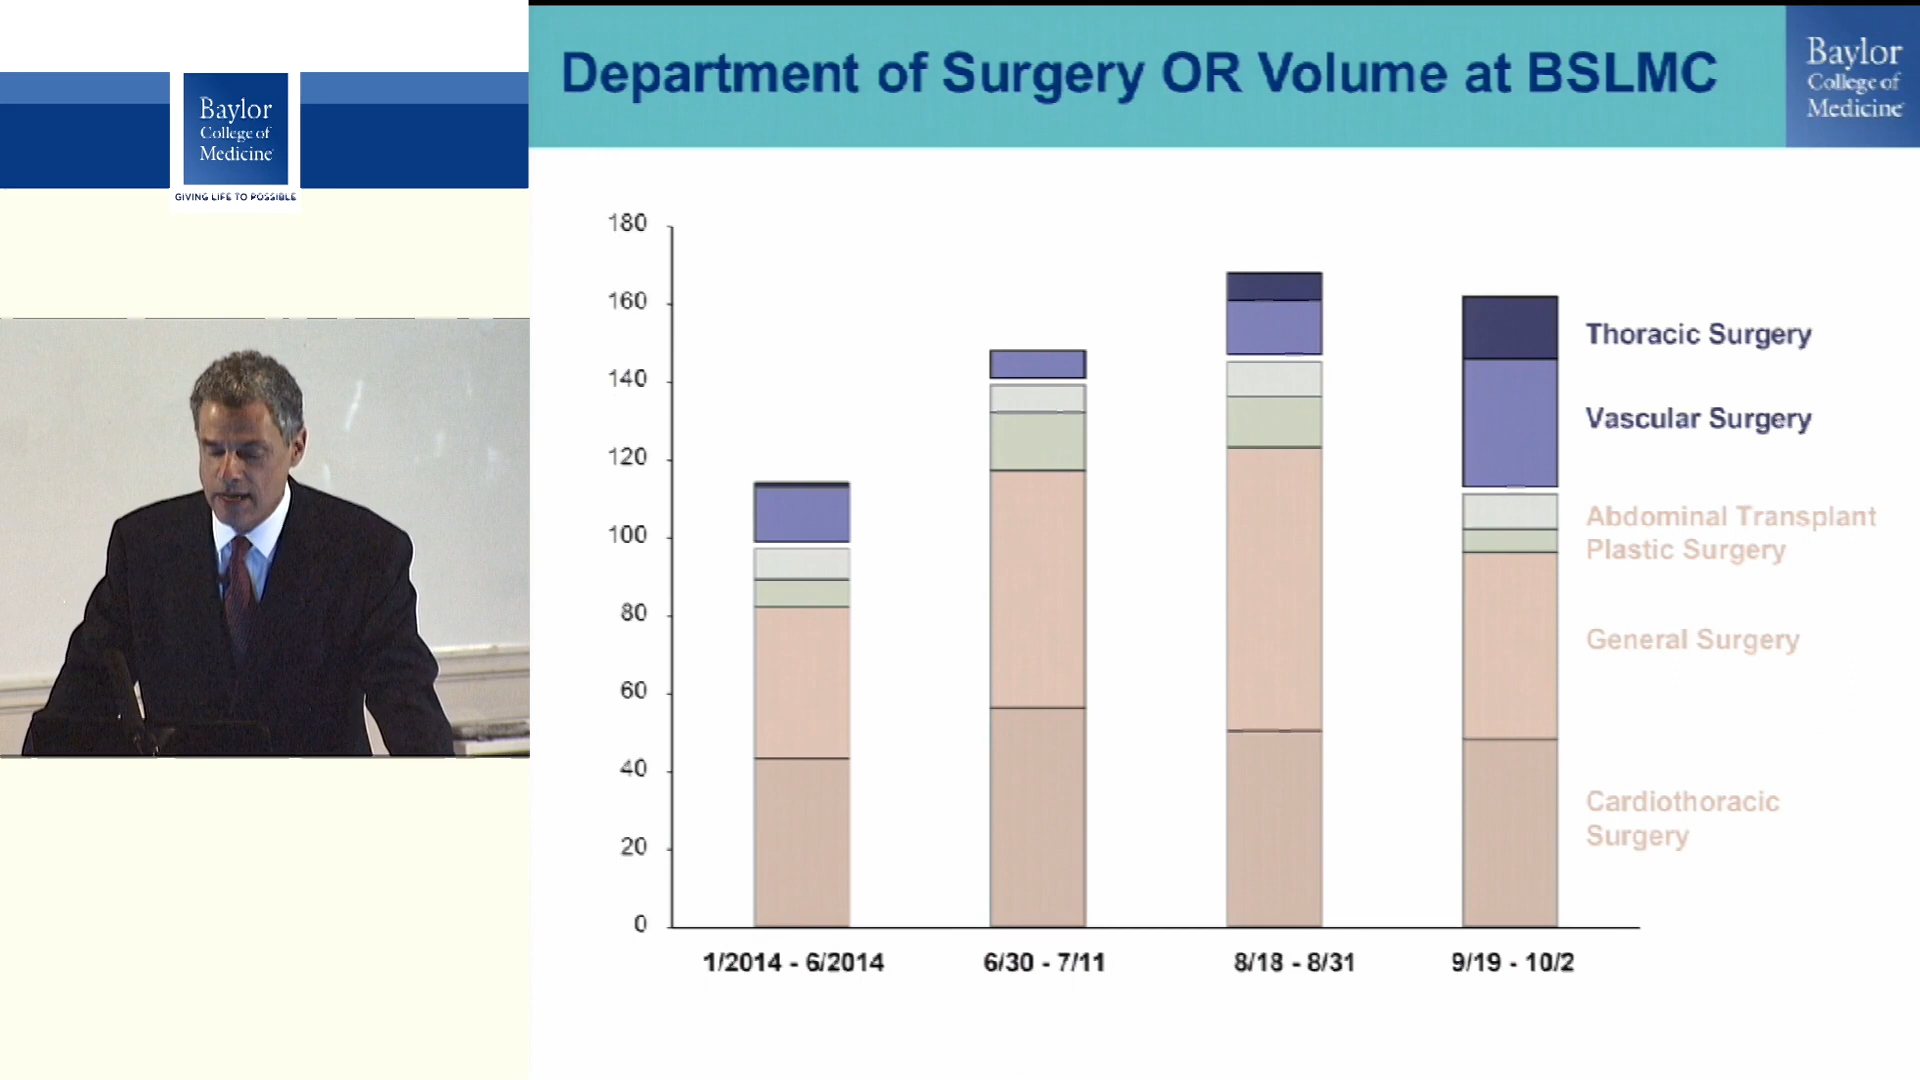 Baylor
College of
Medicine
GIVING LIFE TO POSSIBLE
Department of Surgery OR Volume at BSLMC
Baylor
College of
Medicine
180
160
140
120
100
80
60
40
20
0
1/2014 - 6/2014
6/30 - 7/11
8/18 - 8/31
9/19 - 10/2
Thoracic Surgery
Vascular Surgery
Abdominal Transplant
Plastic Surgery
General Surgery
Cardiothoracic
Surgery